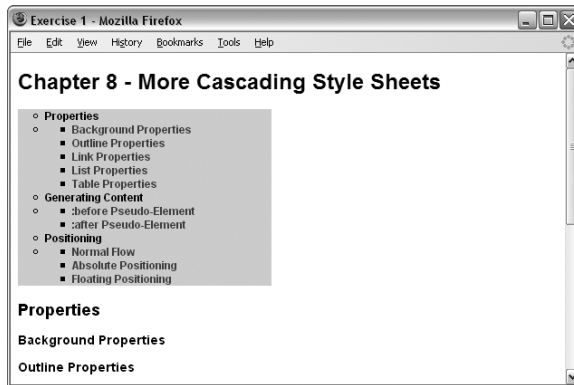 Exercise 1 - Mozilla Firefox
File Edit View History Bookmarks Tools Help
Chapter 8 - More Cascading Style Sheets
Properties
Background Properties
Outline Properties
Link Properties
List Properties
Table Properties
Generating Content
:before Pseudo-Element
:after Pseudo-Element
Positioning
Normal Flow
Absolute Positioning
Floating Positioning
Properties
Background Properties
Outline Properties